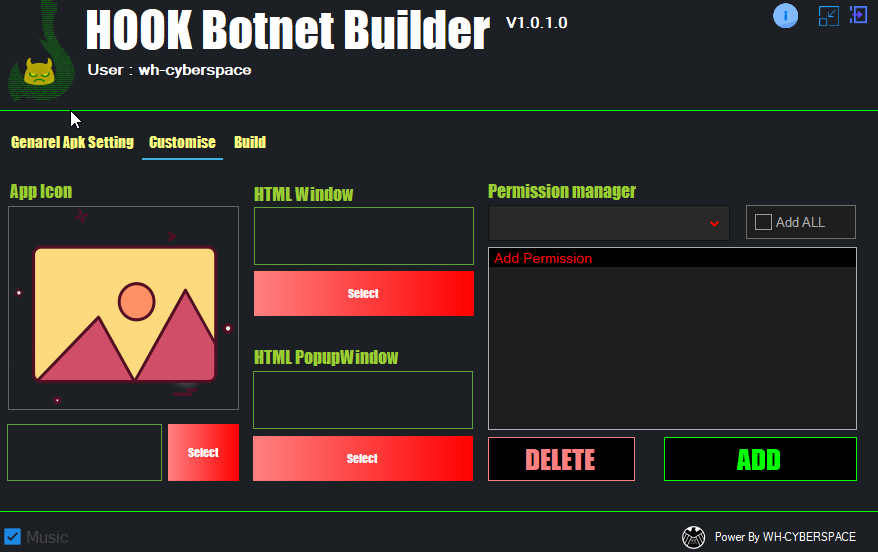 HOOK Botnet Builder V1.0.1.0
User : wh-cyberspace
Genarel Apk Setting Customise Build
App Icon HTML Window Permission manager
Add ALL
Add Permission
Select
HTML PopupWindow
Select Select
DELETE ADD
Music Power By WH-CYBERSPACE